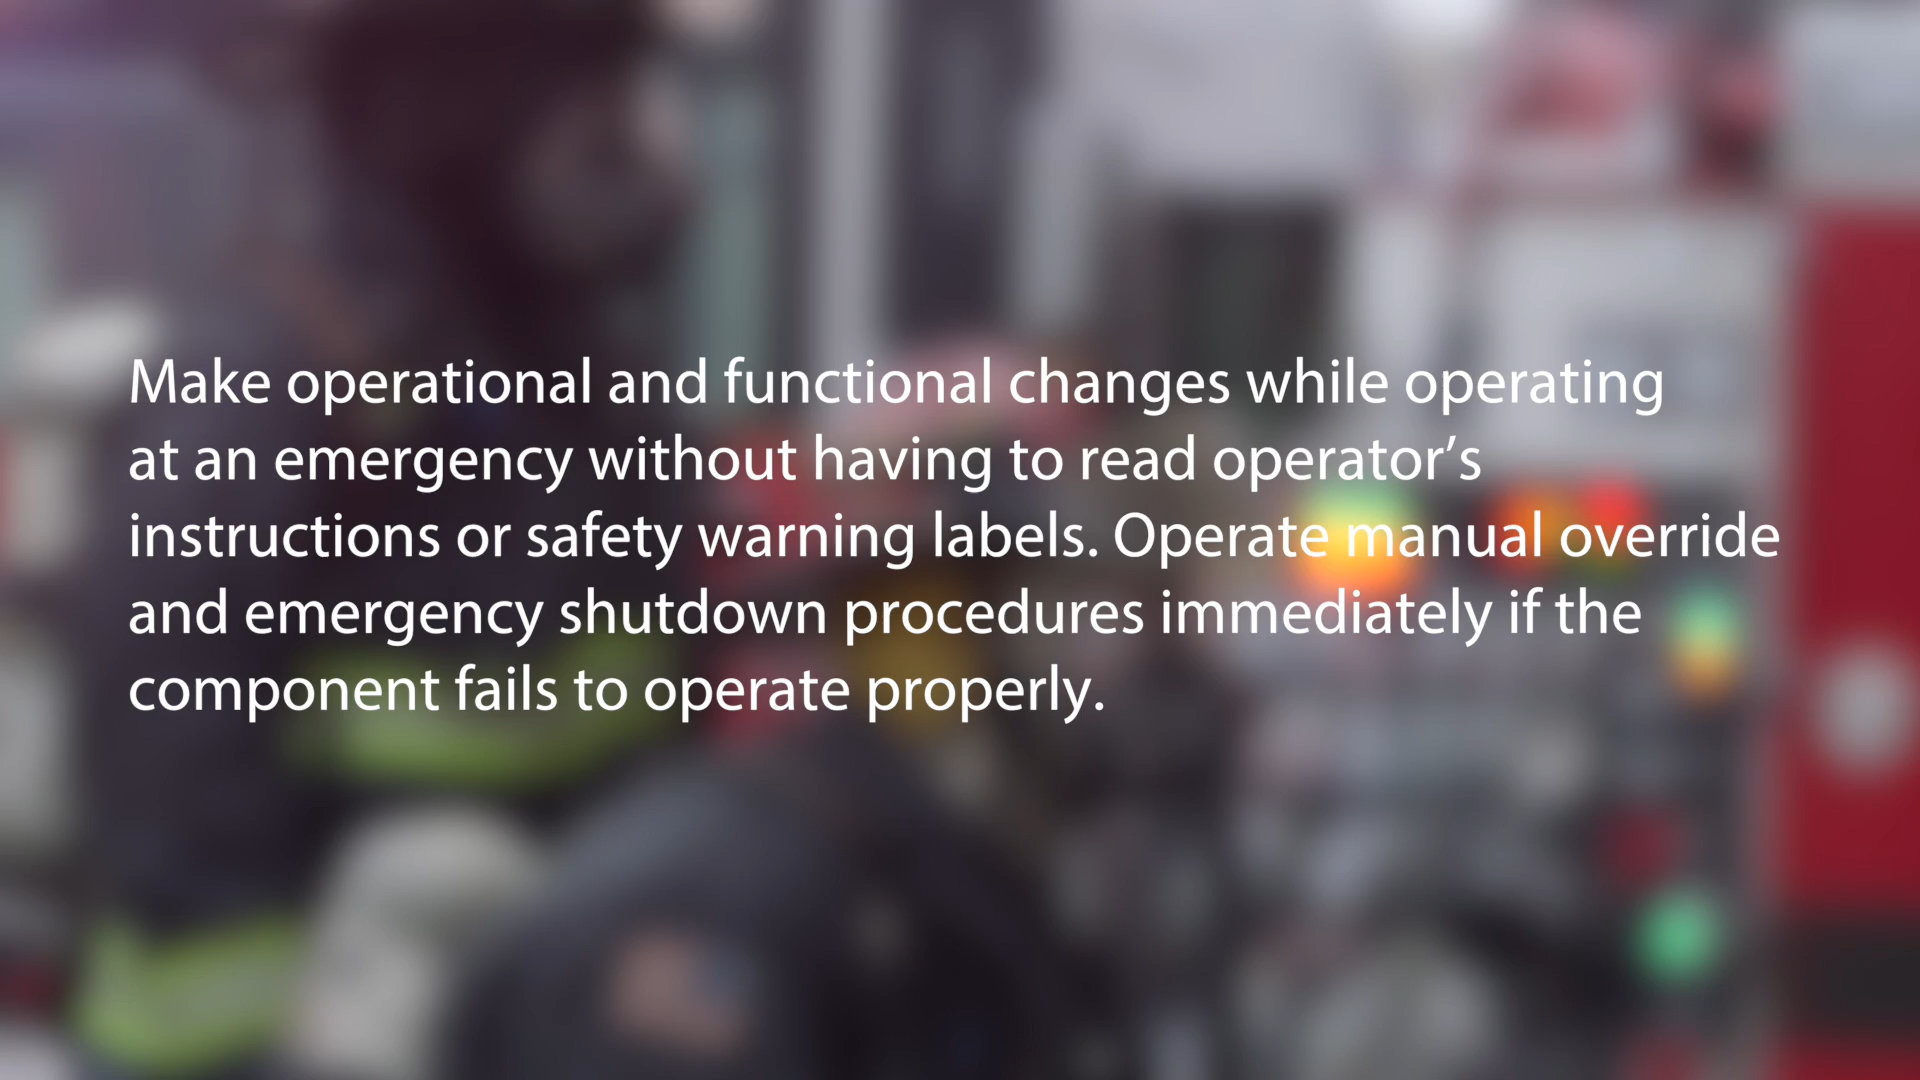 Make operational and functional changes while operating
at an emergency without having to read operator’s
instructions or safety warning labels. Operate manual override
and emergency shutdown procedures immediately if the
component fails to operate properly.